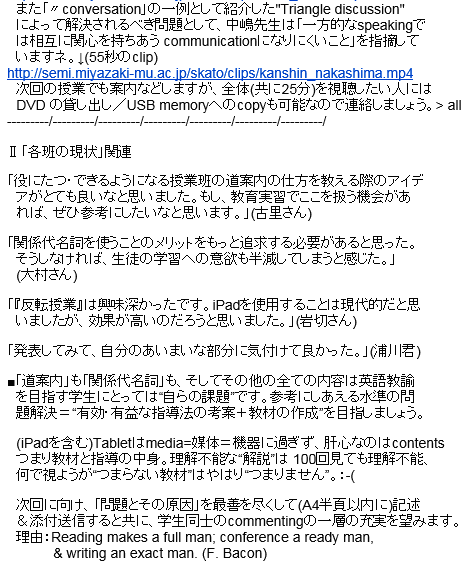 また「〃 conversation」の一例として紹介した"Triangle discussion"
によって解決されるべき問題として、中嶋先生は「一方的なspeakingで
は相互に関心を持ちあう communicationになりにくいこと」を指摘して
いますネ。↓(55秒のclip)
http://semi.miyazaki-mu.ac.jp/skato/clips/kanshin_nakashima.mp4
次回の授業でも案内などしますが、全体(共に25分)を視聴したい人には
DVD の貸し出し／USB memoryへのcopyも可能なので連絡しましょう。> all
---------/---------/---------/---------/---------/---------/---------/
Ⅱ「各班の現状」関連
「役にたつ・できるようになる授業班の道案内の仕方を教える際のアイデ
アがとても良いなと思いました。もし、教育実習でここを扱う機会があ
れば、ぜひ参考にしたいなと思います。」(古里さん)
「関係代名詞を使うことのメリットをもっと追求する必要があると思った。
そうしなければ、生徒の学習への意欲も半減してしまうと感じた。」
(大村さん)
「『反転授業』は興味深かったです。iPadを使用することは現代的だと思
いましたが、効果が高いのだろうと思いました。」(岩切さん)
「発表してみて、自分のあいまいな部分に気付けて良かった。」(浦川君)
■「道案内」も「関係代名詞」も、そしてその他の全ての内容は英語教諭
を目指す学生にとっては“自らの課題”です。参考にしあえる水準の問
題解決＝“有効・有益な指導法の考案＋教材の作成”を目指しましょう。
(iPadを含む)Tabletはmedia=媒体＝機器に過ぎず、肝心なのはcontents
つまり教材と指導の中身。理解不能な“解説”は 100回見ても理解不能、
何で視ようが“つまらない教材”はやはり“つまりません”。:-(
次回に向け、「問題とその原因」を最善を尽くして(A4半頁以内に)記述
＆添付送信すると共に、学生同士のcommentingの一層の充実を望みます。
理由：Reading makes a full man; conference a ready man,
& writing an exact man. (F. Bacon)